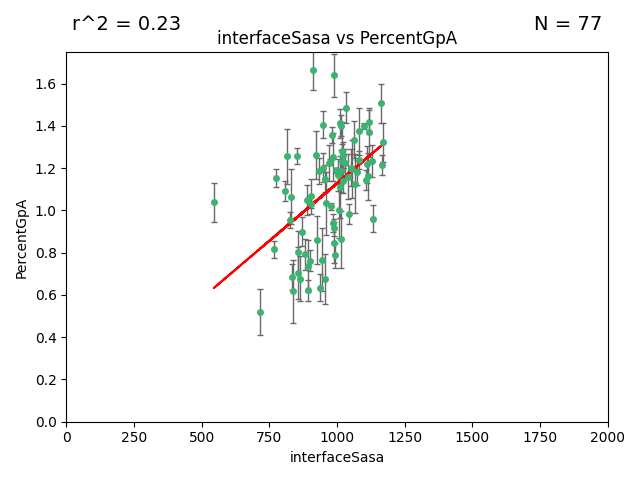 r^2 = 0.23
N = 77
interfaceSasa vs PercentGpA
PercentGpA
1.6
1.4
1.2
1.0
0.8
0.6
0.4
0.2
0.0
0 250 500 750 1000 1250 1500 1750 2000
interfaceSasa